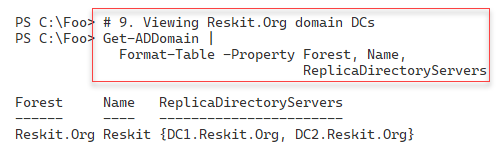 PS C:\Foo> # 9. Viewing Reskit.Org domain DCs
PS C:\Foo> Get-ADDomain |
Format-Table -Property Forest, Name,
ReplicaDirectoryServers
Forest Name ReplicaDirectoryServers
------ ---- -----------------------
Reskit.Org Reskit {DC1.Reskit.Org, DC2.Reskit.Org}